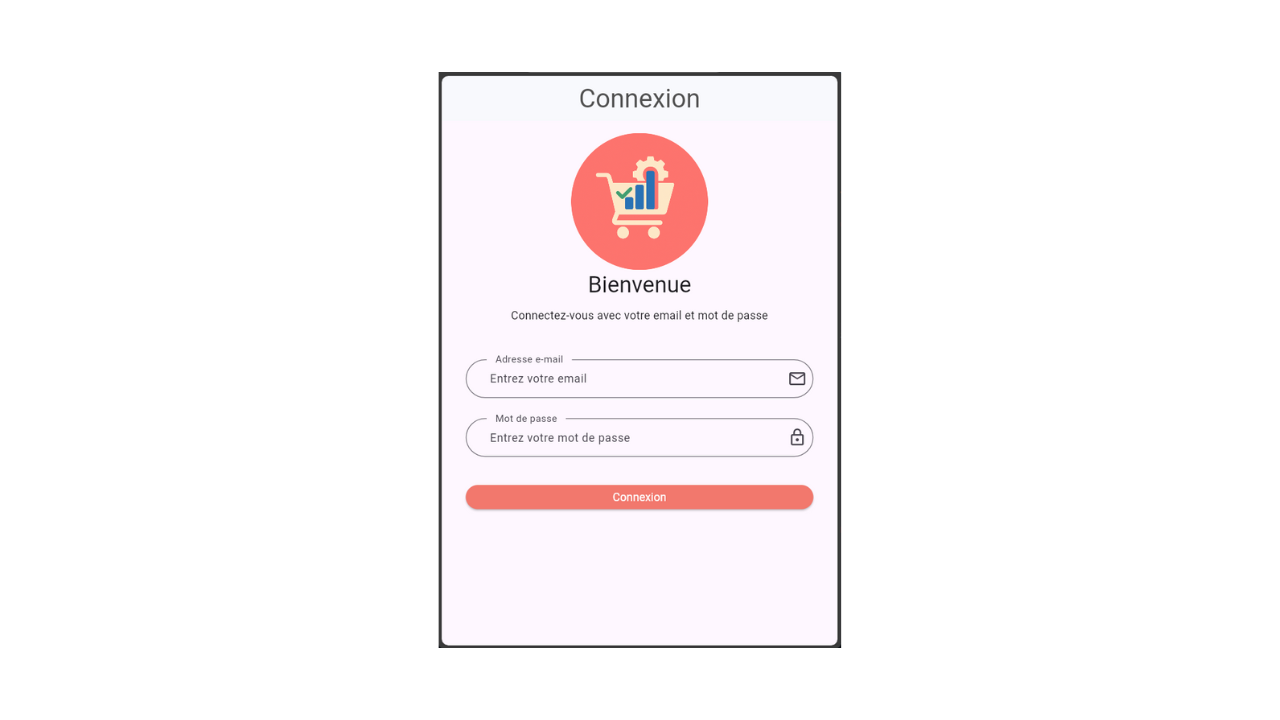 Connexion
Bienvenue
Connectez-vous avec votre email et mot de passe
Adresse e-mail
Entrez votre email
Mot de passe
Entrez votre mot de passe
Connexion